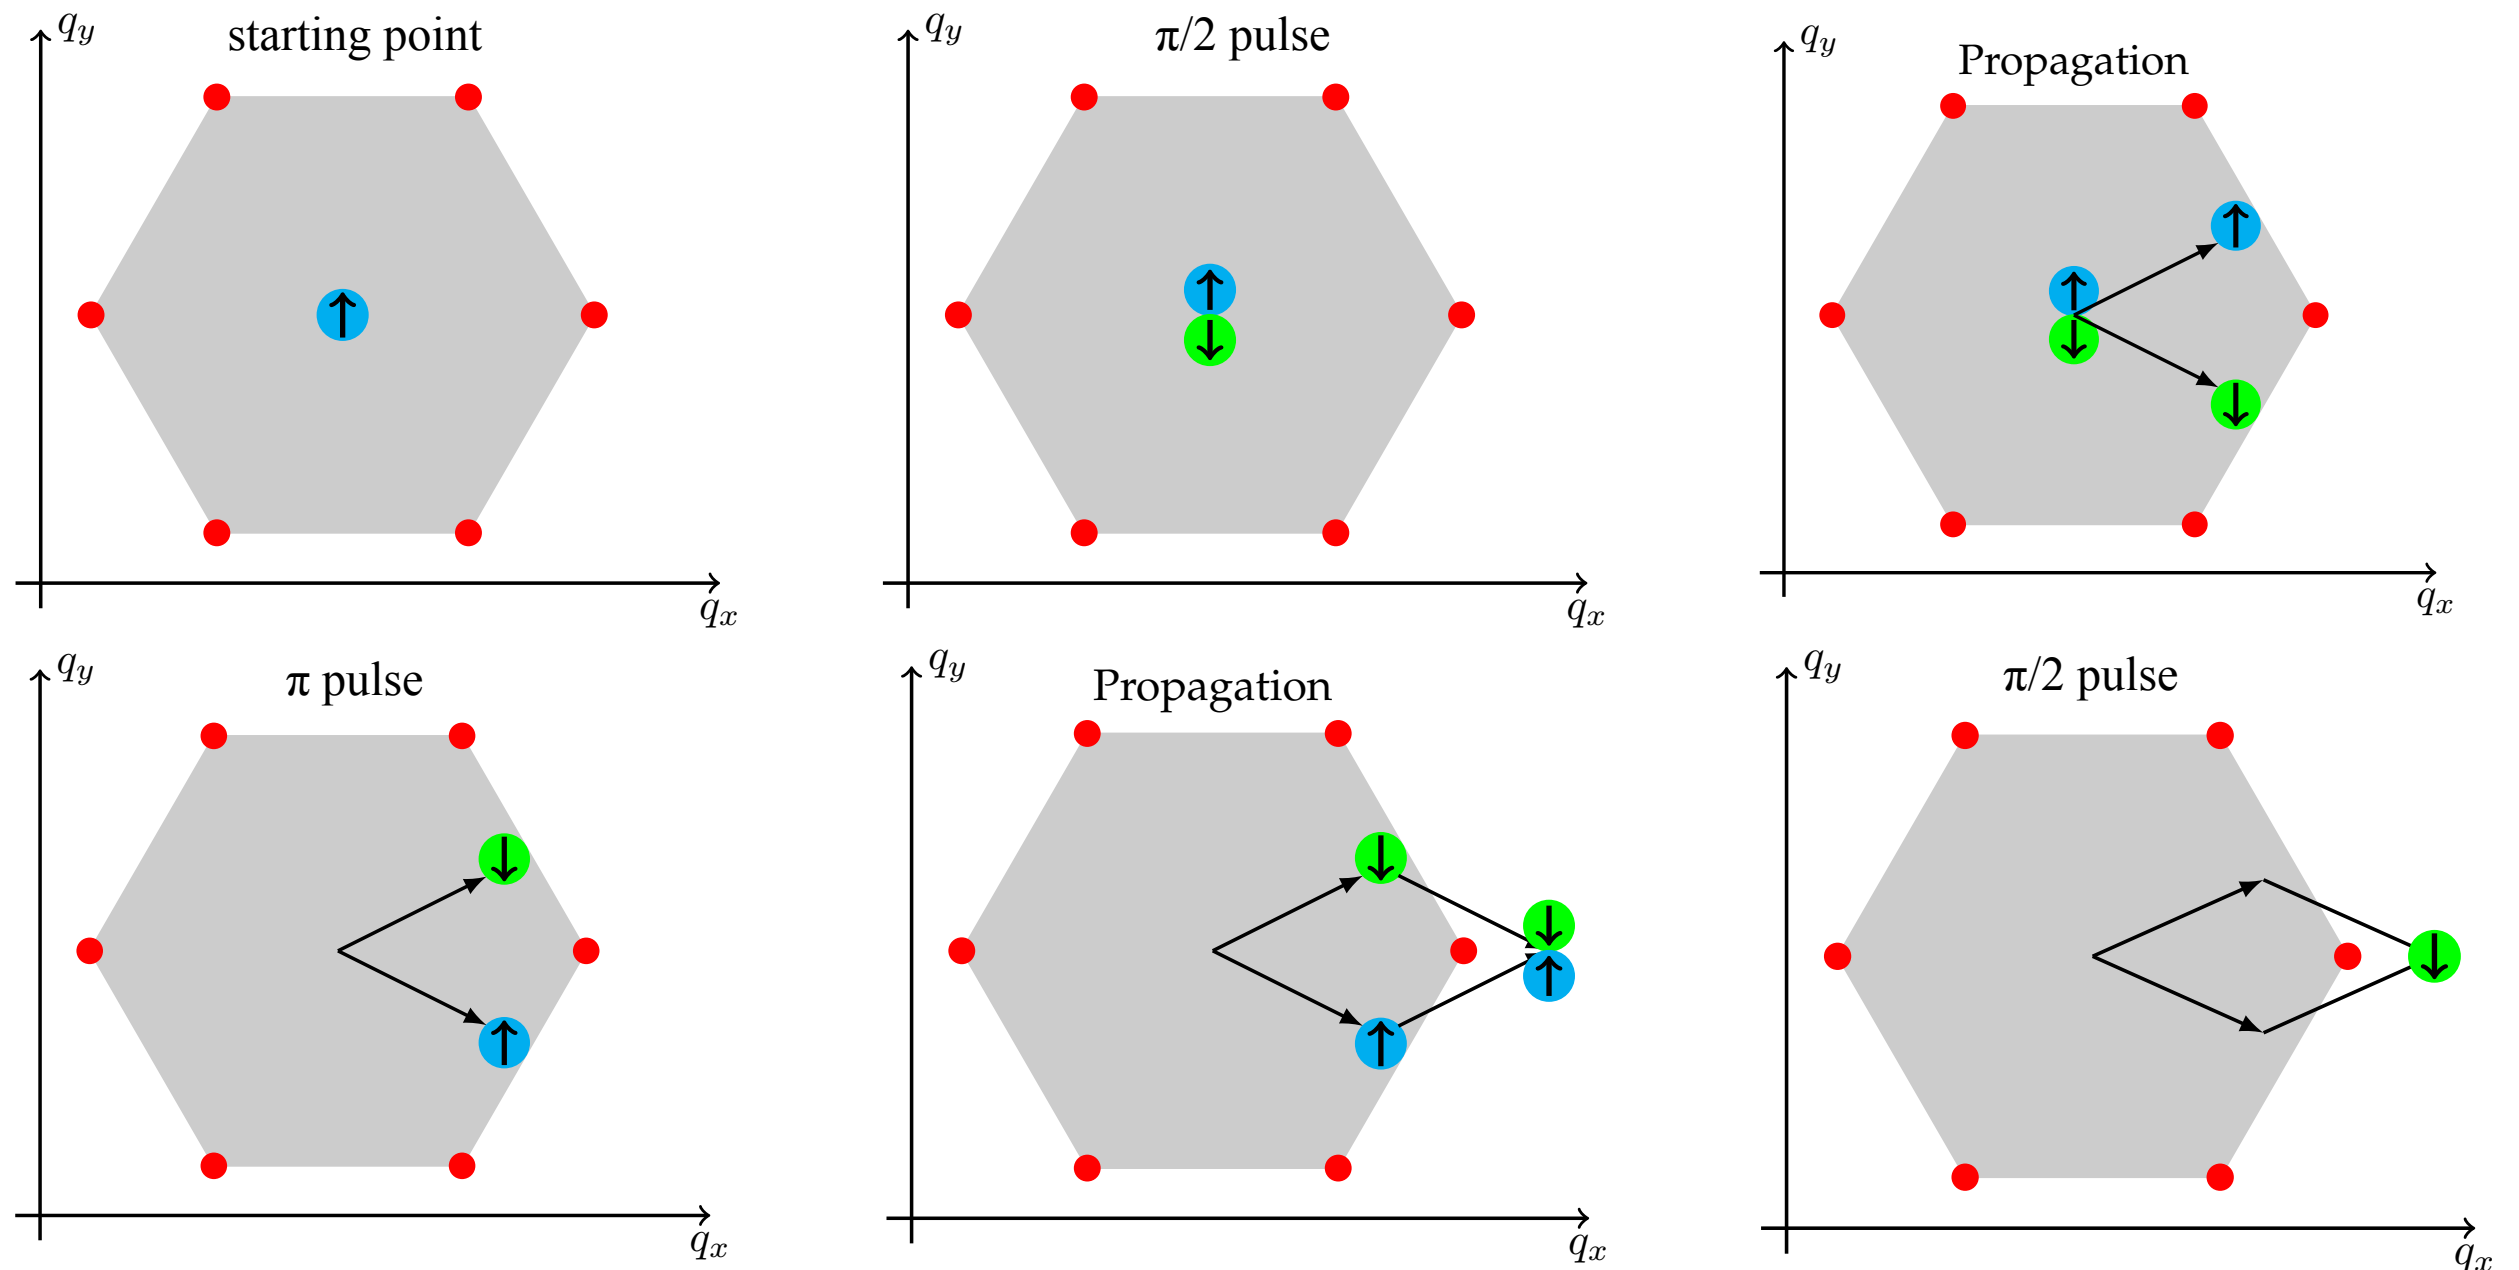 q_y
starting point
q_x
q_y
π/2 pulse
q_x
q_y
Propagation
q_x
q_y
π pulse
q_x
q_y
Propagation
q_x
q_y
π/2 pulse
q_x